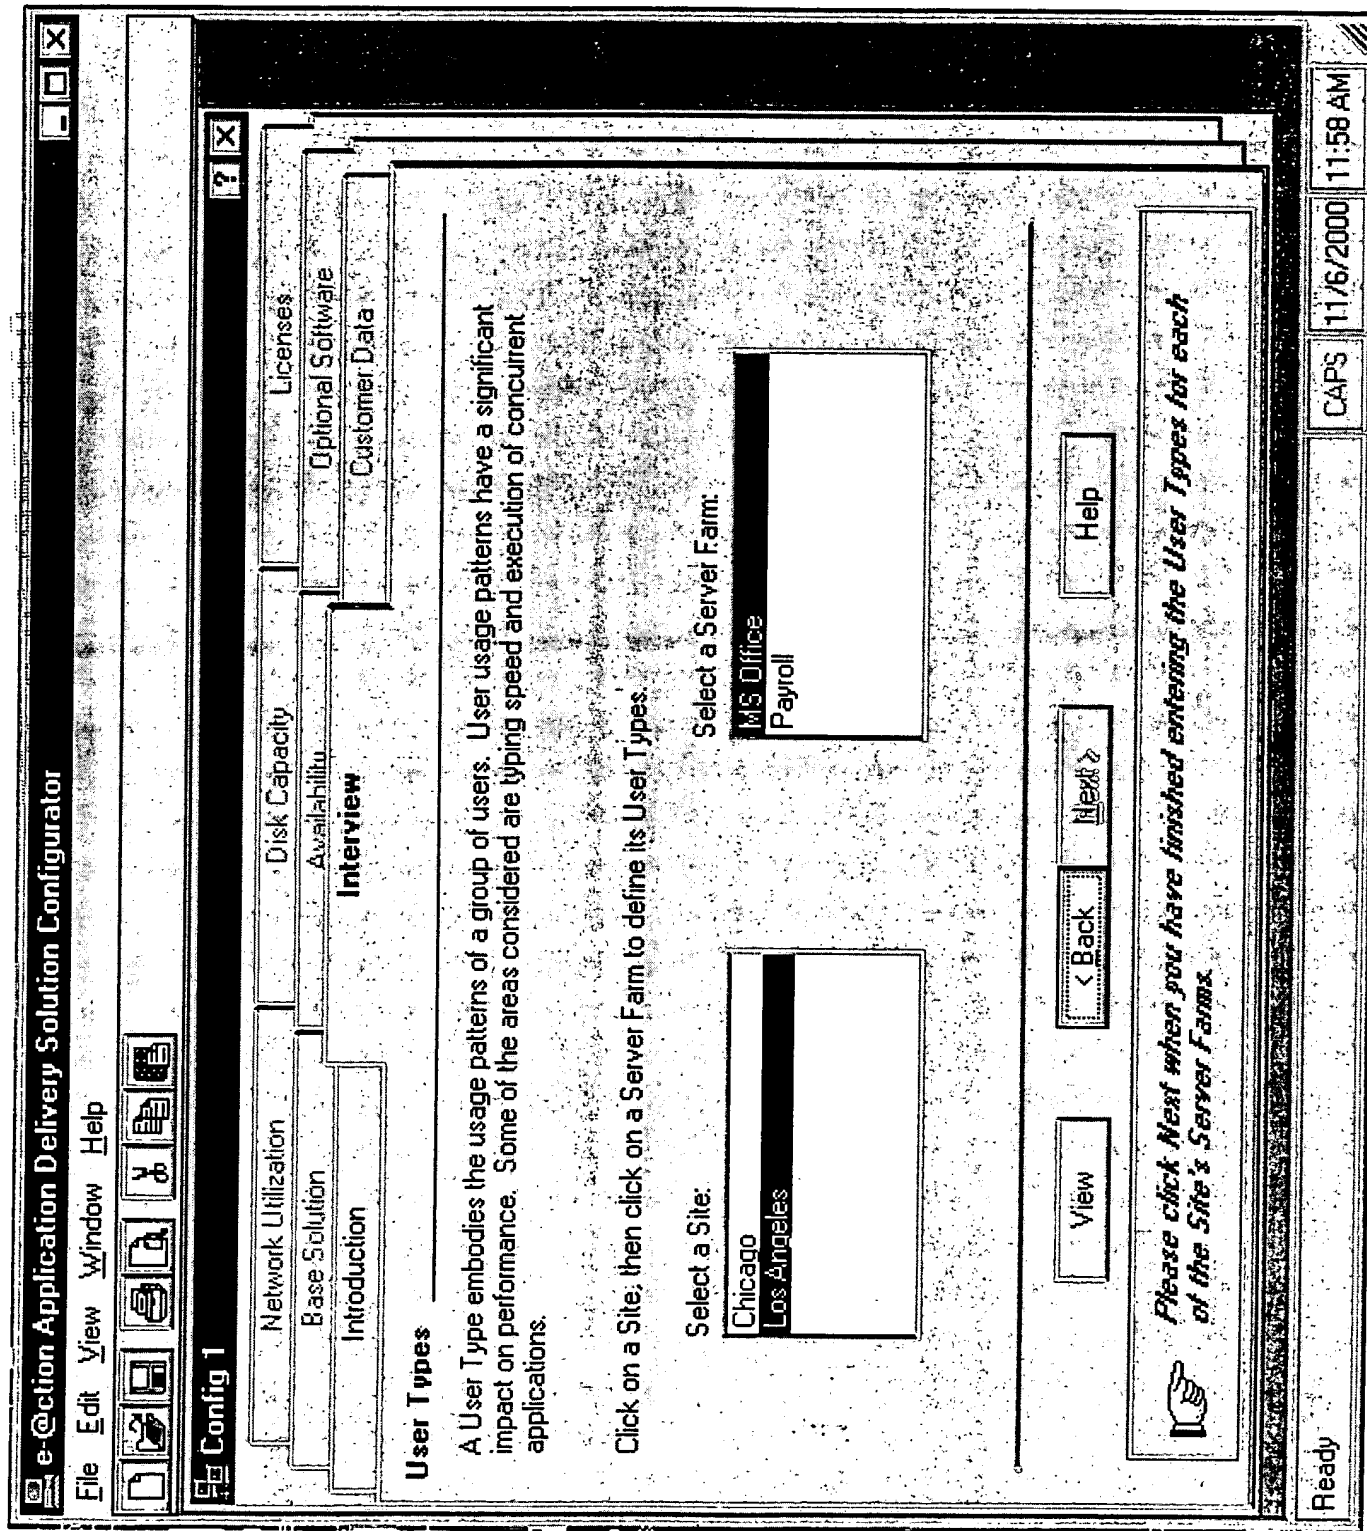 e-@ction Application Delivery Solution Configurator
File Edit View Window Help
Config 1
Network Utilization Disk Capacity Licenses
Base Solution Availability Optional Software
Introduction Interview Customer Data
User Types
A User Type embodies the usage patterns of a group of users. User usage patterns have a significant
impact on performance. Some of the areas considered are typing speed and execution of concurrent
applications.
Click on a Site; then click on a Server Farm to define its User Types.
Select a Site:
Chicago
Los Angeles
Select a Server Farm:
MS Office
Payroll
View < Back Next > Help
Please click Next when you have finished entering the User Types for each
of the Site's Server Farms.
Ready CAPS 11/6/2000 11:58 AM